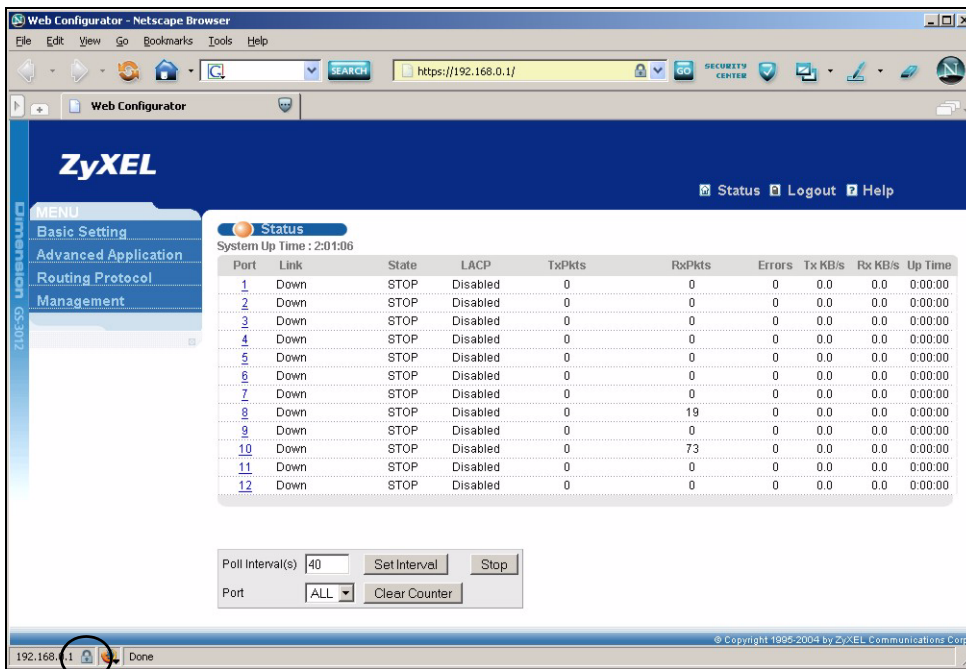 Web Configurator - Netscape Browser
File Edit View Go Bookmarks Tools Help
SEARCH https://192.168.0.1/ GO SECURITY CENTER N
Web Configurator
ZyXEL
Status Logout Help
Dimension GS-3012
MENU
Basic Setting
Advanced Application
Routing Protocol
Management
Status
System Up Time : 2:01:06
Port Link State LACP TxPkts RxPkts Errors Tx KB/s Rx KB/s Up Time
1 Down STOP Disabled 0 0 0 0.0 0.0 0:00:00
2 Down STOP Disabled 0 0 0 0.0 0.0 0:00:00
3 Down STOP Disabled 0 0 0 0.0 0.0 0:00:00
4 Down STOP Disabled 0 0 0 0.0 0.0 0:00:00
5 Down STOP Disabled 0 0 0 0.0 0.0 0:00:00
6 Down STOP Disabled 0 0 0 0.0 0.0 0:00:00
7 Down STOP Disabled 0 0 0 0.0 0.0 0:00:00
8 Down STOP Disabled 0 19 0 0.0 0.0 0:00:00
9 Down STOP Disabled 0 0 0 0.0 0.0 0:00:00
10 Down STOP Disabled 0 73 0 0.0 0.0 0:00:00
11 Down STOP Disabled 0 0 0 0.0 0.0 0:00:00
12 Down STOP Disabled 0 0 0 0.0 0.0 0:00:00
Poll Interval(s) 40 Set Interval Stop
Port ALL Clear Counter
© Copyright 1995-2004 by ZyXEL Communications Corp
192.168.0.1 Done